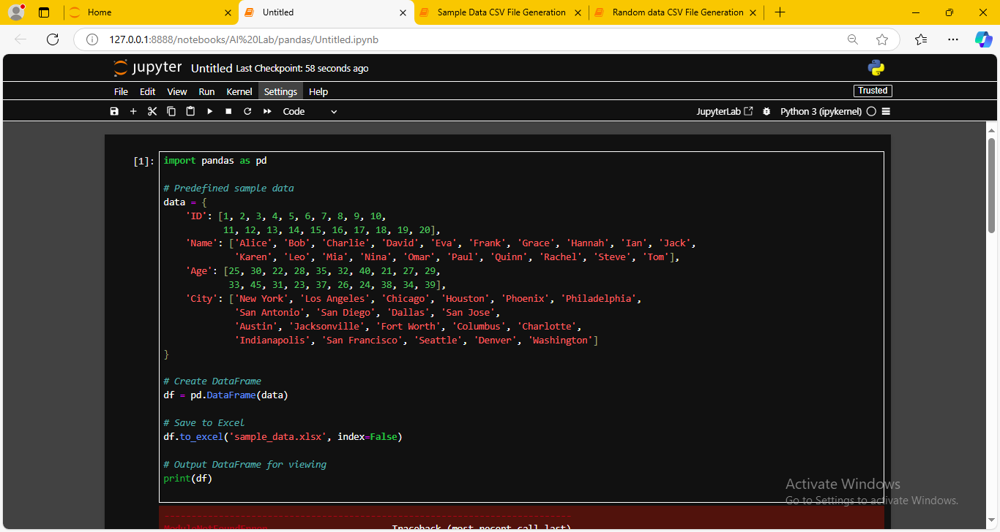 Home
Untitled
Sample Data CSV File Generation
Random data CSV File Generation
127.0.0.1:8888/notebooks/AI%20Lab/pandas/Untitled.ipynb
jupyter Untitled Last Checkpoint: 58 seconds ago
File Edit View Run Kernel Settings Help
Trusted
Code
JupyterLab
Python 3 (ipykernel)
[1]: import pandas as pd
# Predefined sample data
data = {
'ID': [1, 2, 3, 4, 5, 6, 7, 8, 9, 10,
11, 12, 13, 14, 15, 16, 17, 18, 19, 20],
'Name': ['Alice', 'Bob', 'Charlie', 'David', 'Eva', 'Frank', 'Grace', 'Hannah', 'Ian', 'Jack',
'Karen', 'Leo', 'Mia', 'Nina', 'Omar', 'Paul', 'Quinn', 'Rachel', 'Steve', 'Tom'],
'Age': [25, 30, 22, 28, 35, 32, 40, 21, 27, 29,
33, 45, 31, 23, 37, 26, 24, 38, 34, 39],
'City': ['New York', 'Los Angeles', 'Chicago', 'Houston', 'Phoenix', 'Philadelphia',
'San Antonio', 'San Diego', 'Dallas', 'San Jose',
'Austin', 'Jacksonville', 'Fort Worth', 'Columbus', 'Charlotte',
'Indianapolis', 'San Francisco', 'Seattle', 'Denver', 'Washington']
}
# Create DataFrame
df = pd.DataFrame(data)
# Save to Excel
df.to_excel('sample_data.xlsx', index=False)
# Output DataFrame for viewing
print(df)
Activate Windows
Go to Settings to activate Windows.
---------------------------------------------------------------------------
ModuleNotFoundError Traceback (most recent call last)